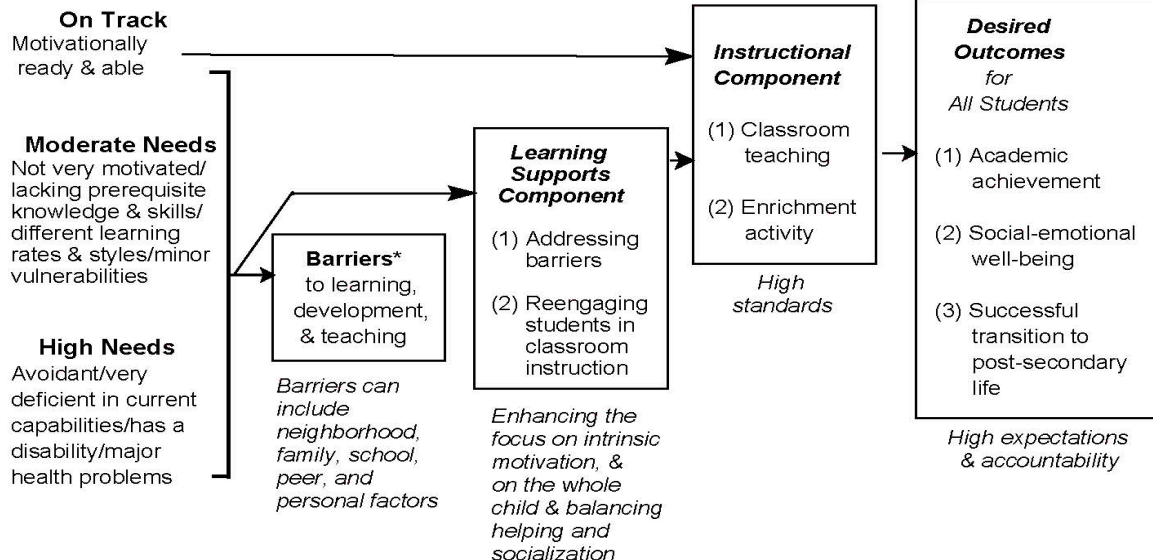 On Track
Motivationally
ready & able
Moderate Needs
Not very motivated/
lacking prerequisite
knowledge & skills/
different learning
rates & styles/minor
vulnerabilities
High Needs
Avoidant/very
deficient in current
capabilities/has a
disability/major
health problems
Barriers*
to learning,
development,
& teaching
Barriers can
include
neighborhood,
family, school,
peer, and
personal factors
Learning
Supports
Component
(1) Addressing
barriers
(2) Reengaging
students in
classroom
instruction
Enhancing the
focus on intrinsic
motivation, &
on the whole
child & balancing
helping and
socialization
Instructional
Component
(1) Classroom
teaching
(2) Enrichment
activity
High
standards
Desired
Outcomes
for
All Students
(1) Academic
achievement
(2) Social-emotional
well-being
(3) Successful
transition to
post-secondary
life
High expectations
& accountability